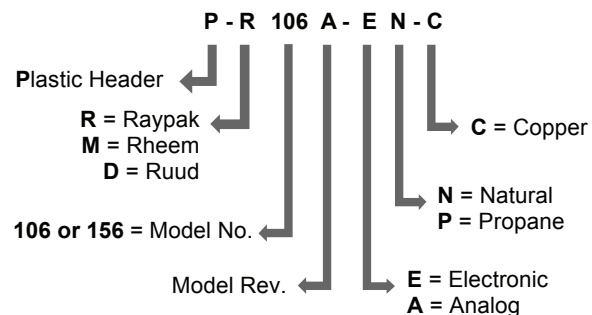 P - R 106 A - E N - C
Plastic Header
R = Raypak
M = Rheem
D = Ruud
C = Copper
N = Natural
P = Propane
106 or 156 = Model No.
Model Rev.
E = Electronic
A = Analog